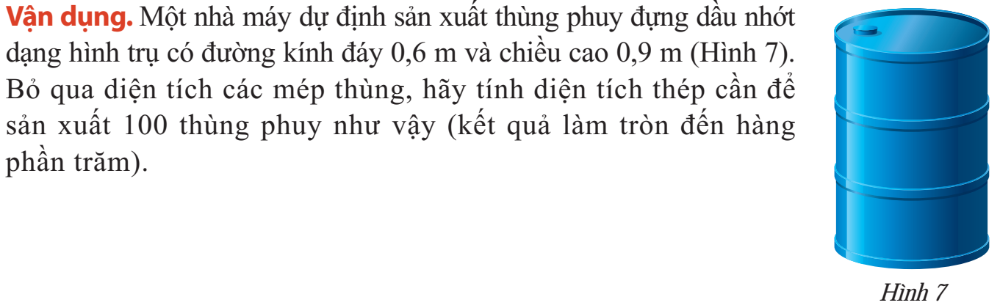 Vận dụng. Một nhà máy dự định sản xuất thùng phuy đựng dầu nhớt
dạng hình trụ có đường kính đáy 0,6 m và chiều cao 0,9 m (Hình 7).
Bỏ qua diện tích các mép thùng, hãy tính diện tích thép cần để
sản xuất 100 thùng phuy như vậy (kết quả làm tròn đến hàng
phần trăm).
Hình 7